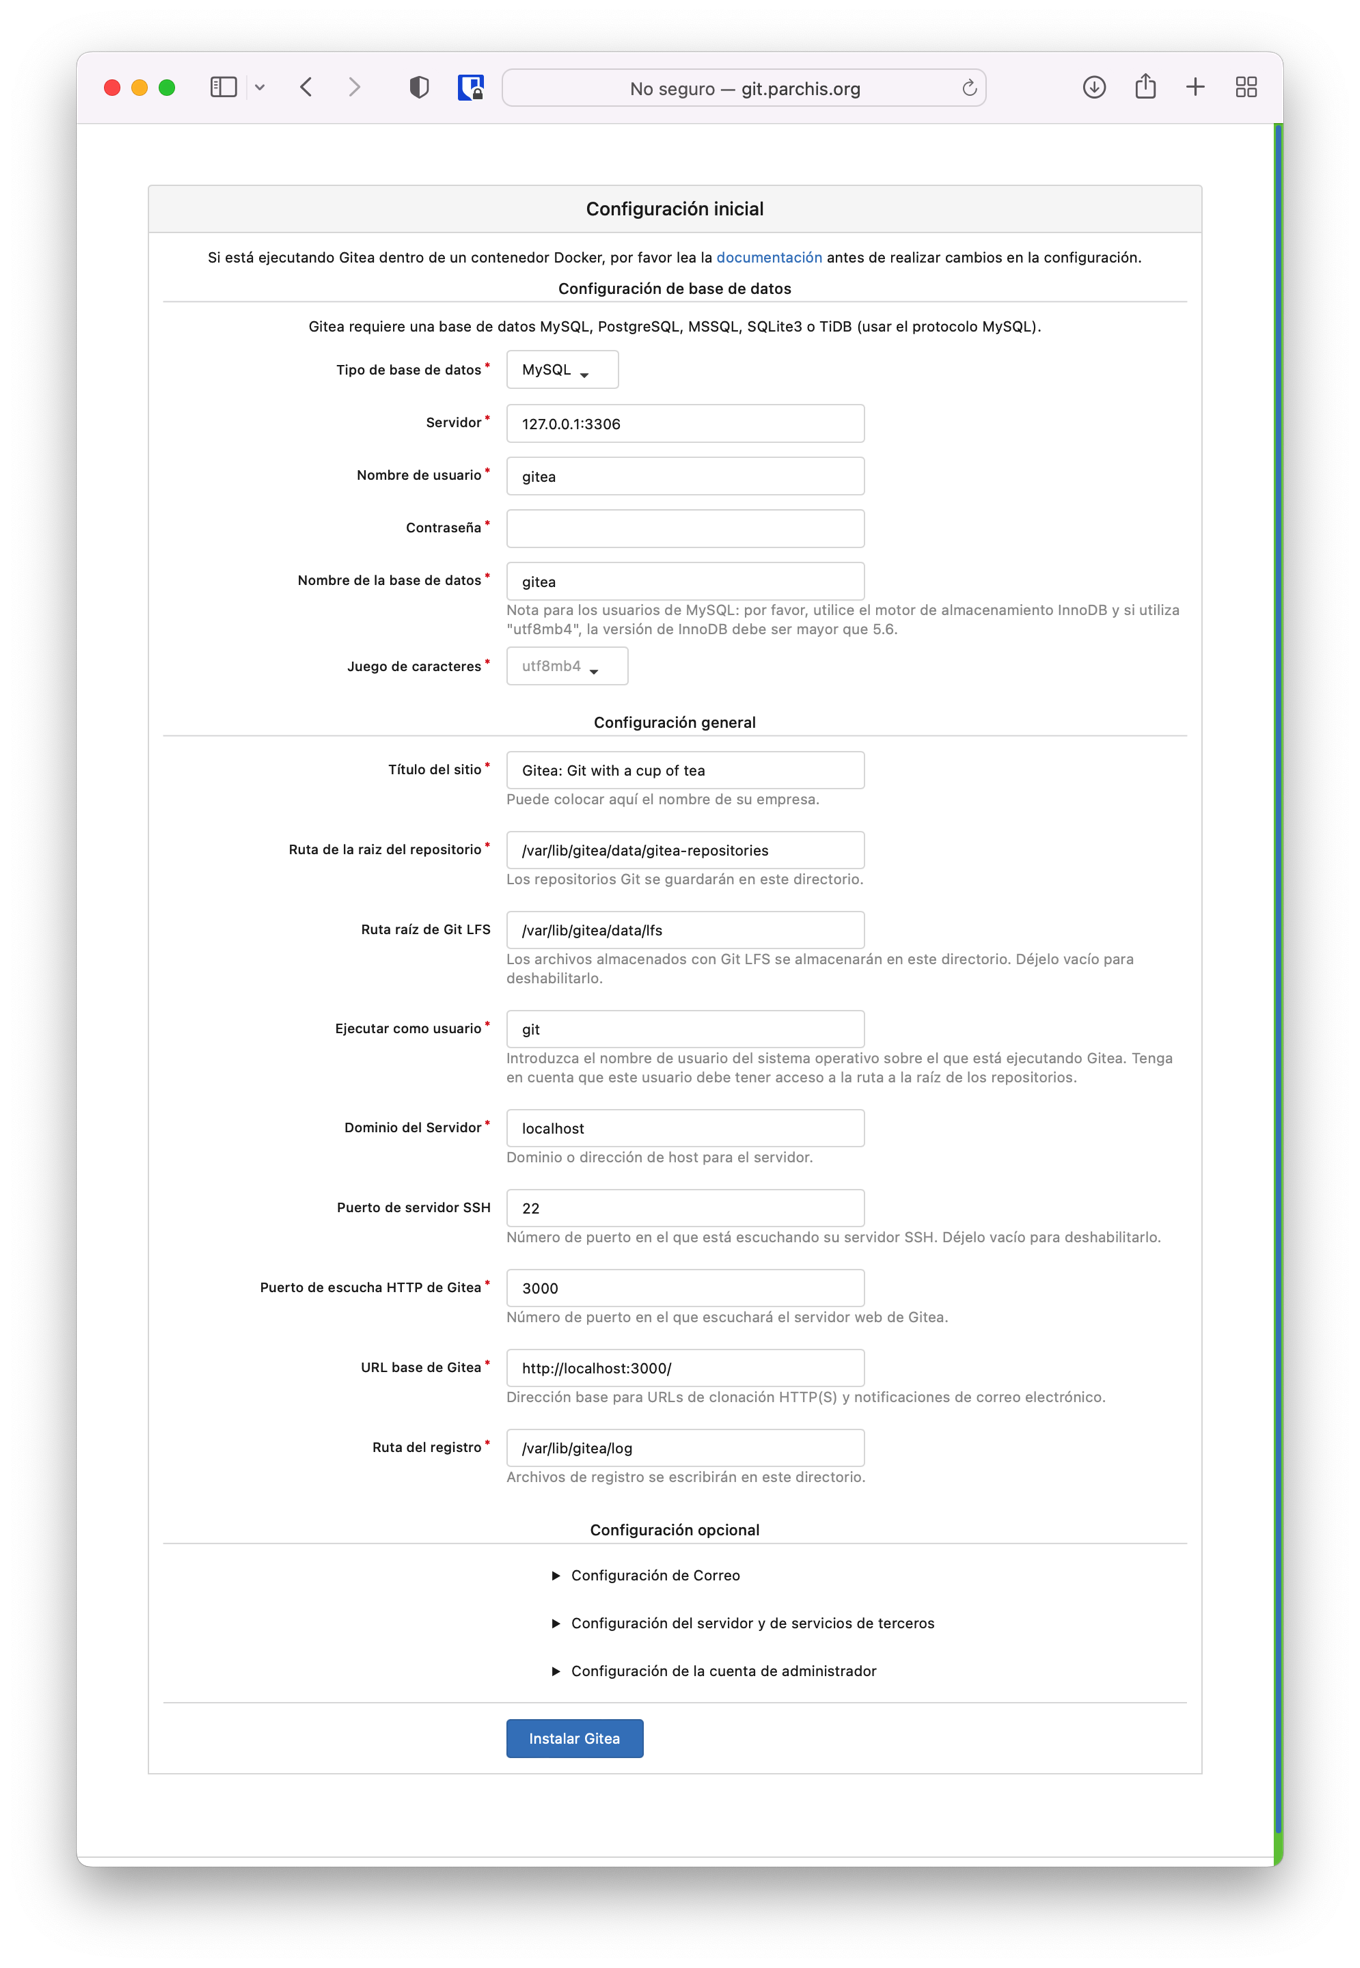 No seguro — git.parchis.org
Configuración inicial
Si está ejecutando Gitea dentro de un contenedor Docker, por favor lea la documentación antes de realizar cambios en la configuración.
Configuración de base de datos
Gitea requiere una base de datos MySQL, PostgreSQL, MSSQL, SQLite3 o TiDB (usar el protocolo MySQL).
Tipo de base de datos* MySQL
Servidor* 127.0.0.1:3306
Nombre de usuario* gitea
Contraseña*
Nombre de la base de datos* gitea
Nota para los usuarios de MySQL: por favor, utilice el motor de almacenamiento InnoDB y si utiliza
"utf8mb4", la versión de InnoDB debe ser mayor que 5.6.
Juego de caracteres* utf8mb4
Configuración general
Título del sitio* Gitea: Git with a cup of tea
Puede colocar aquí el nombre de su empresa.
Ruta de la raiz del repositorio* /var/lib/gitea/data/gitea-repositories
Los repositorios Git se guardarán en este directorio.
Ruta raíz de Git LFS /var/lib/gitea/data/lfs
Los archivos almacenados con Git LFS se almacenarán en este directorio. Déjelo vacío para
deshabilitarlo.
Ejecutar como usuario* git
Introduzca el nombre de usuario del sistema operativo sobre el que está ejecutando Gitea. Tenga
en cuenta que este usuario debe tener acceso a la ruta a la raíz de los repositorios.
Dominio del Servidor* localhost
Dominio o dirección de host para el servidor.
Puerto de servidor SSH 22
Número de puerto en el que está escuchando su servidor SSH. Déjelo vacío para deshabilitarlo.
Puerto de escucha HTTP de Gitea* 3000
Número de puerto en el que escuchará el servidor web de Gitea.
URL base de Gitea* http://localhost:3000/
Dirección base para URLs de clonación HTTP(S) y notificaciones de correo electrónico.
Ruta del registro* /var/lib/gitea/log
Archivos de registro se escribirán en este directorio.
Configuración opcional
Configuración de Correo
Configuración del servidor y de servicios de terceros
Configuración de la cuenta de administrador
Instalar Gitea